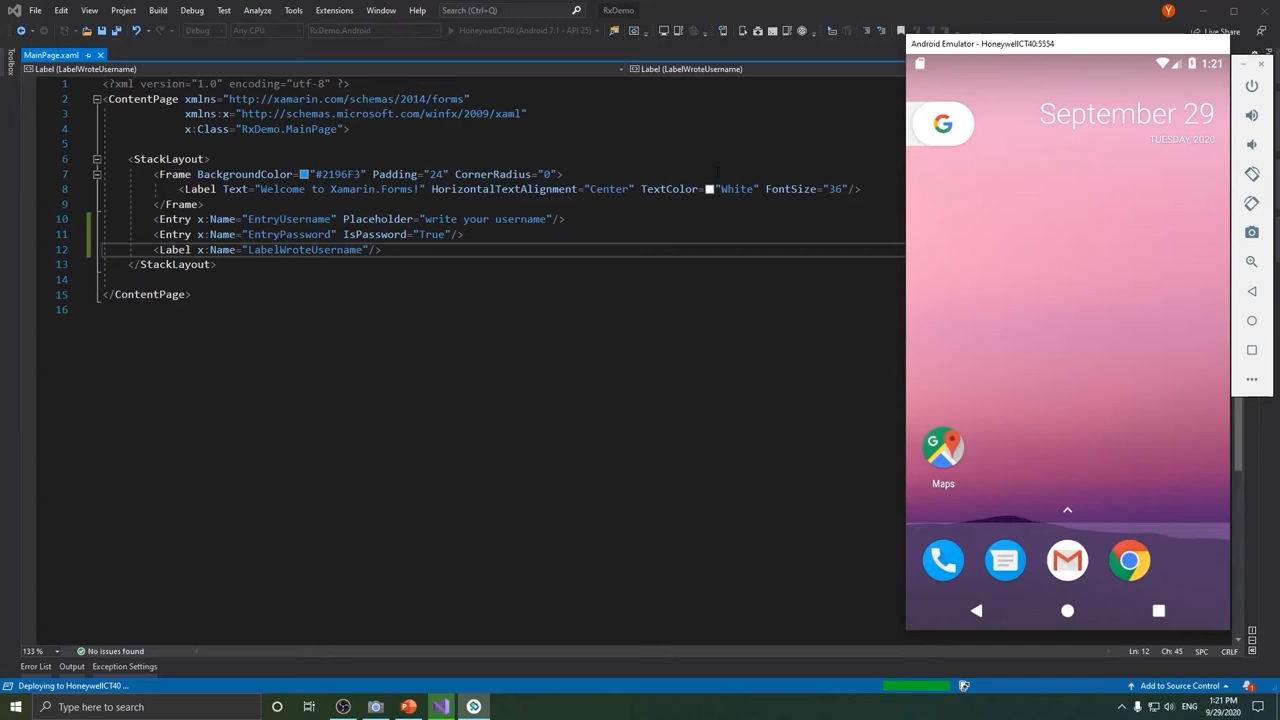 File Edit View Project Build Debug Test Analyze Tools Extensions Window Help Search (Ctrl+Q) RxDemo Y
Debug Any CPU RxDemo.Android HoneywellCT40 (Android 7.1 - API 25) Live Share
MainPage.xaml
Toolbox
Label (LabelWroteUsername) Label (LabelWroteUsername)
1 <?xml version="1.0" encoding="utf-8" ?>
2 <ContentPage xmlns="http://xamarin.com/schemas/2014/forms"
3 xmlns:x="http://schemas.microsoft.com/winfx/2009/xaml"
4 x:Class="RxDemo.MainPage">
5
6 <StackLayout>
7 <Frame BackgroundColor="#2196F3" Padding="24" CornerRadius="0">
8 <Label Text="Welcome to Xamarin.Forms!" HorizontalTextAlignment="Center" TextColor="White" FontSize="36"/>
9 </Frame>
10 <Entry x:Name="EntryUsername" Placeholder="write your username"/>
11 <Entry x:Name="EntryPassword" IsPassword="True"/>
12 <Label x:Name="LabelWroteUsername"/>
13 </StackLayout>
14
15 </ContentPage>
16
Android Emulator - HoneywellCT40:5554
1:21
G
September 29
TUESDAY, 2020
G
Maps
133 % No issues found Ln: 12 Ch: 45 SPC CRLF
Error List Output Exception Settings
Deploying to HoneywellCT40 ... Add to Source Control 1
Type here to search ENG 1:21 PM
9/29/2020